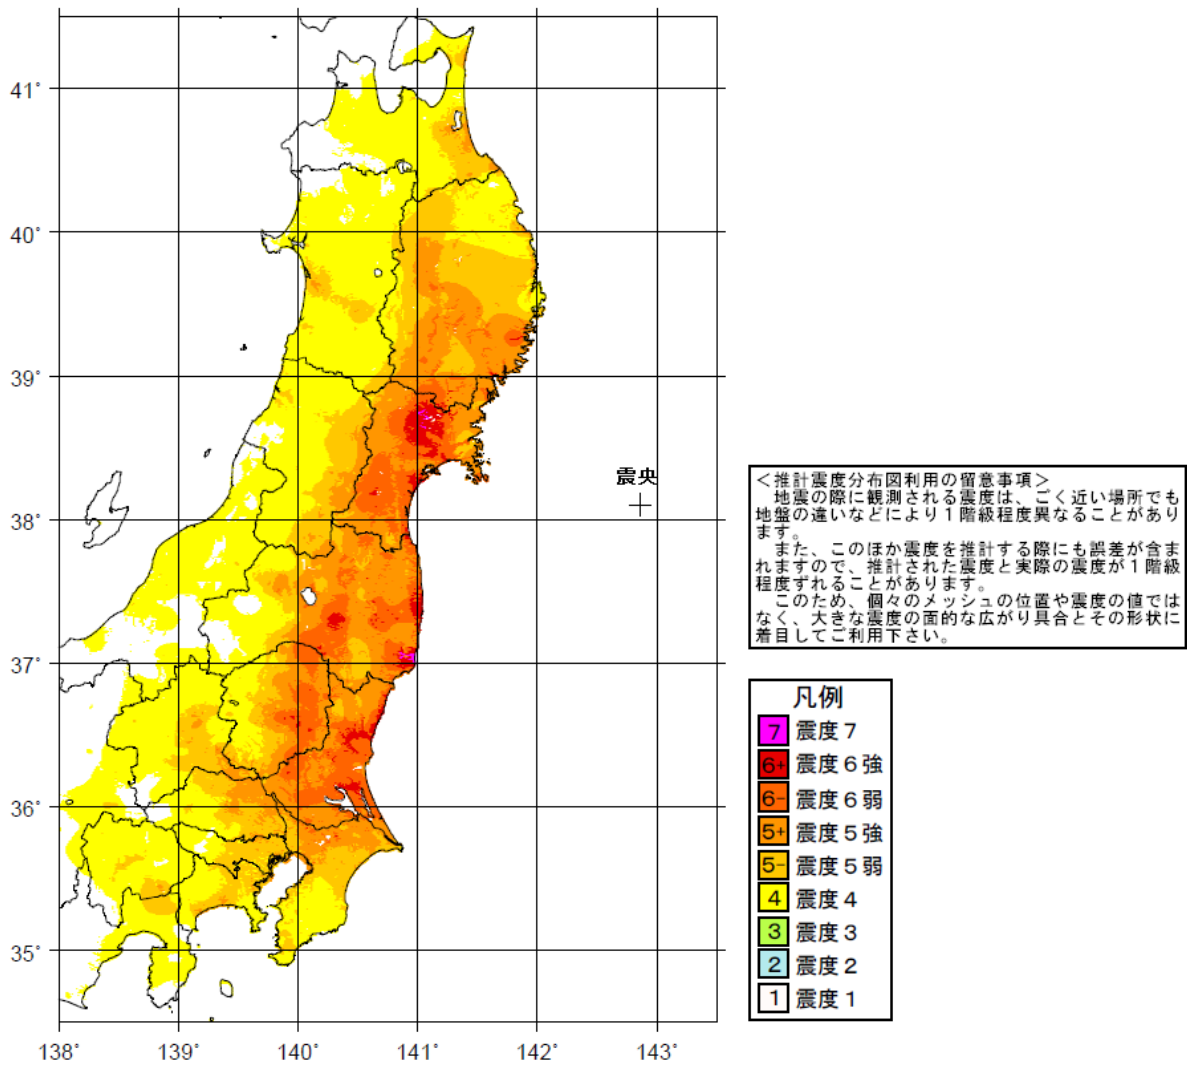 41°
40°
39°
38°
37°
36°
35°
138°
139°
140°
141°
142°
143°
震央
＜推計震度分布図利用の留意事項＞
　地震の際に観測される震度は、ごく近い場所でも
地盤の違いなどにより１階級程度異なることがあり
ます。
　また、このほか震度を推計する際にも誤差が含ま
れますので、推計された震度と実際の震度が１階級
程度ずれることがあります。
　このため、個々のメッシュの位置や震度の値では
なく、大きな震度の面的な広がり具合とその形状に
着目してご利用下さい。
凡例
7 震度７
6+ 震度６強
6- 震度６弱
5+ 震度５強
5- 震度５弱
4 震度４
3 震度３
2 震度２
1 震度１